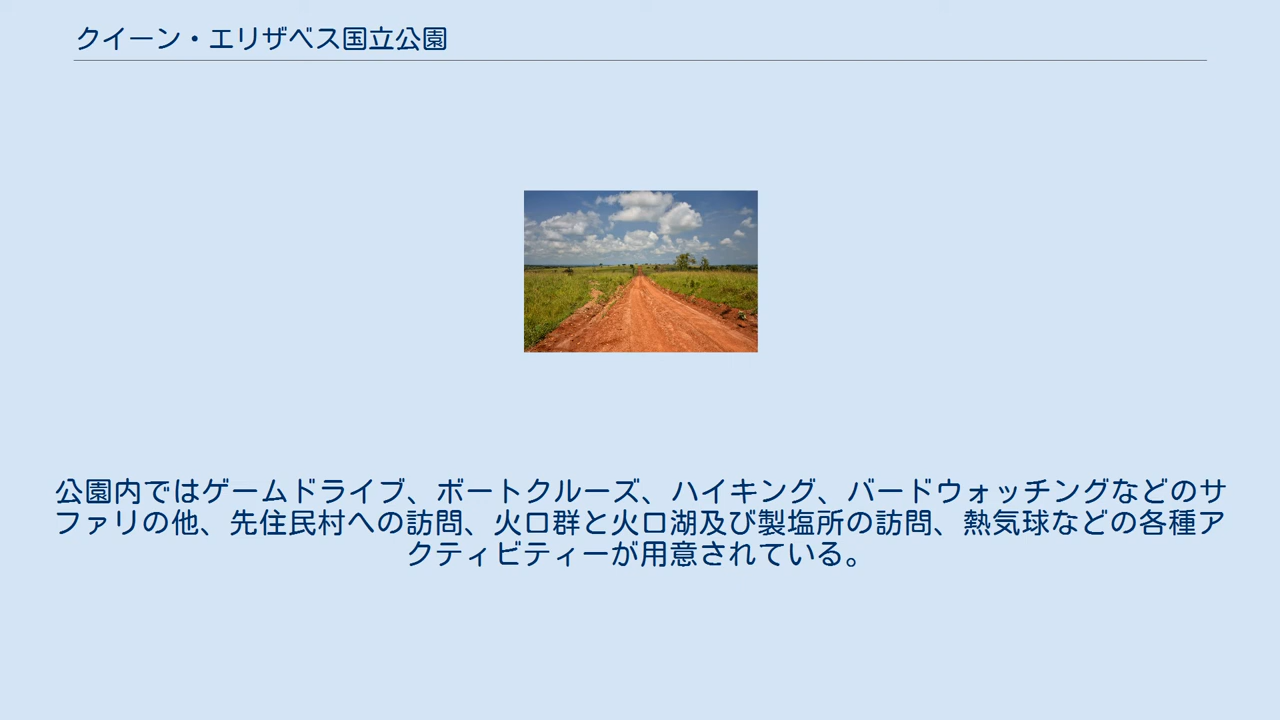 クイーン・エリザベス国立公園
公園内ではゲームドライブ、ボートクルーズ、ハイキング、バードウォッチングなどのサ
ファリの他、先住民村への訪問、火口群と火口湖及び製塩所の訪問、熱気球などの各種ア
クティビティーが用意されている。